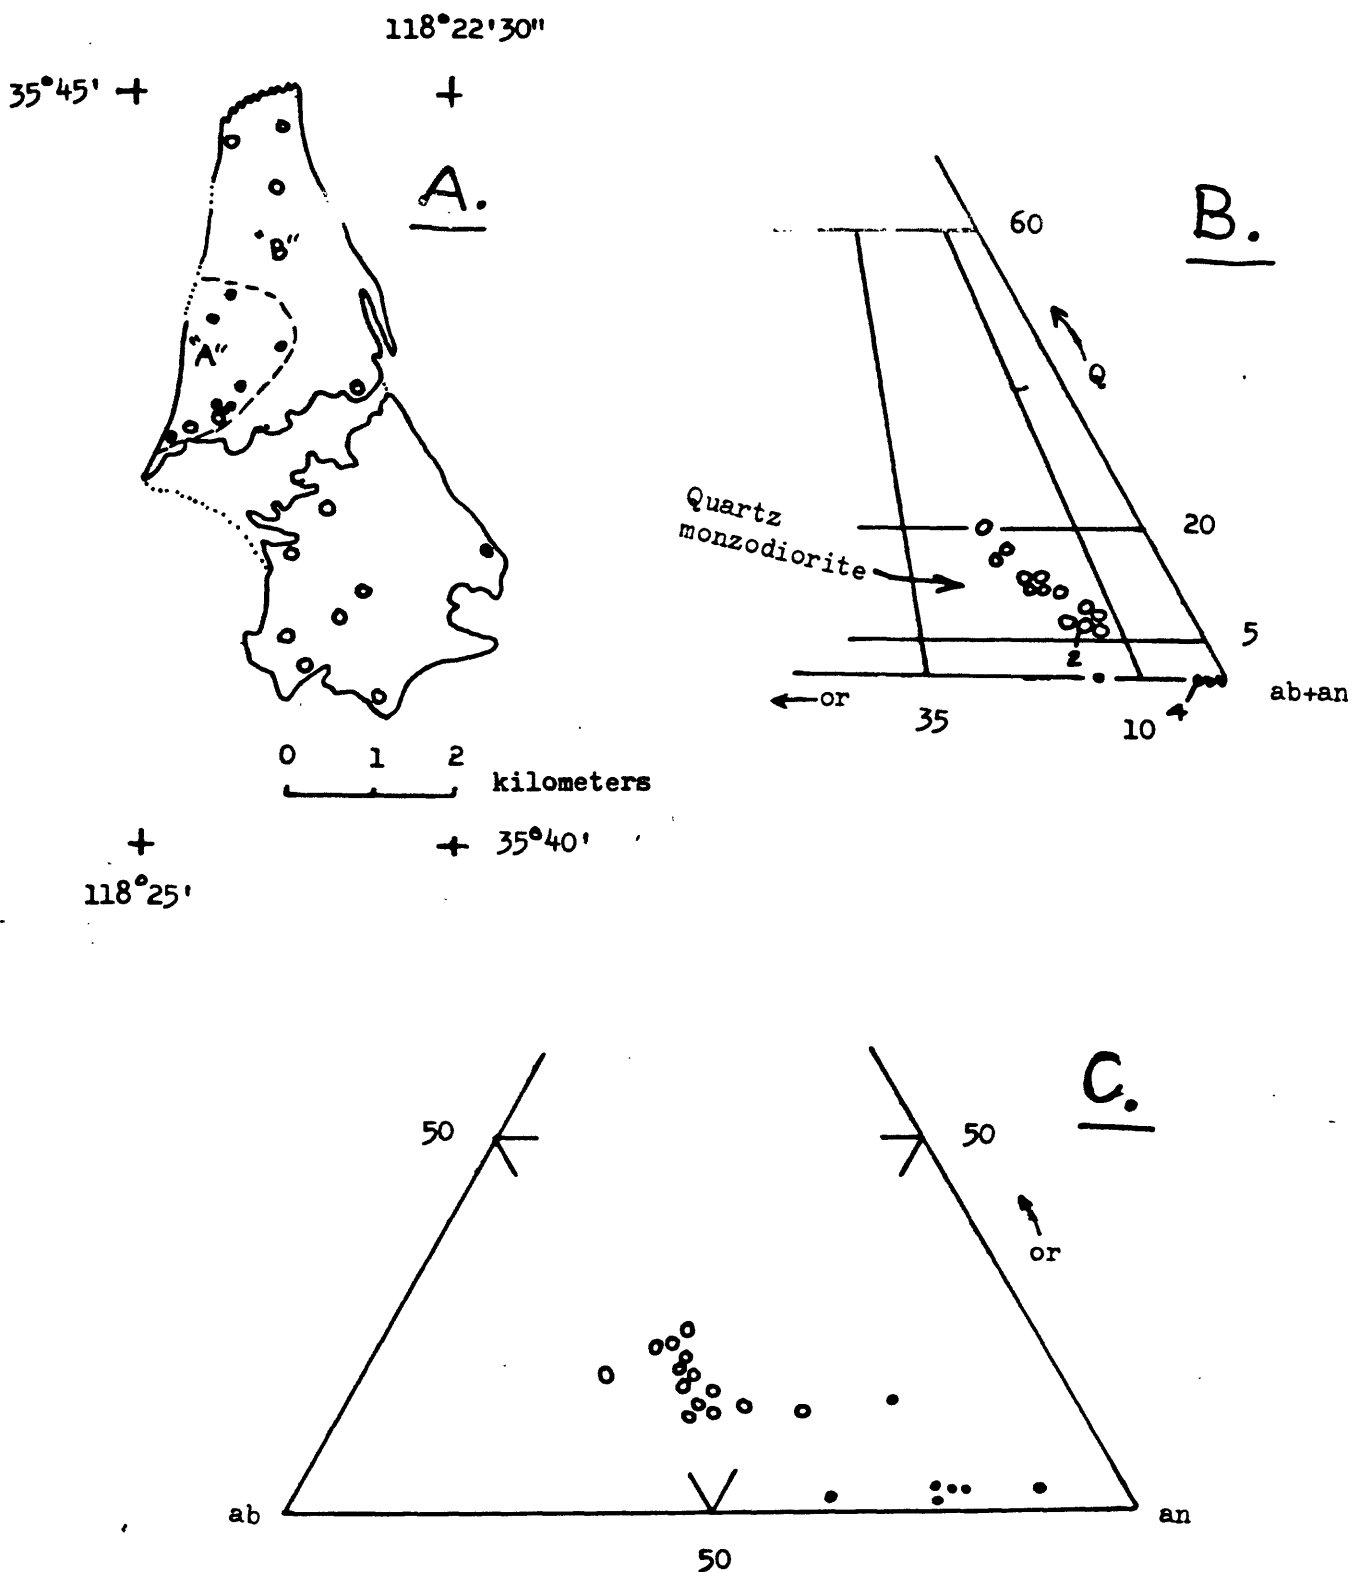 118°22'30"
35°45'
A.
"B"
"A"
0 1 2
kilometers
35°40'
118°25'
B.
60
Q
Quartz
monzodiorite
20
5
2
←or
ab+an
35
10
4
C.
50
50
or
ab
an
50